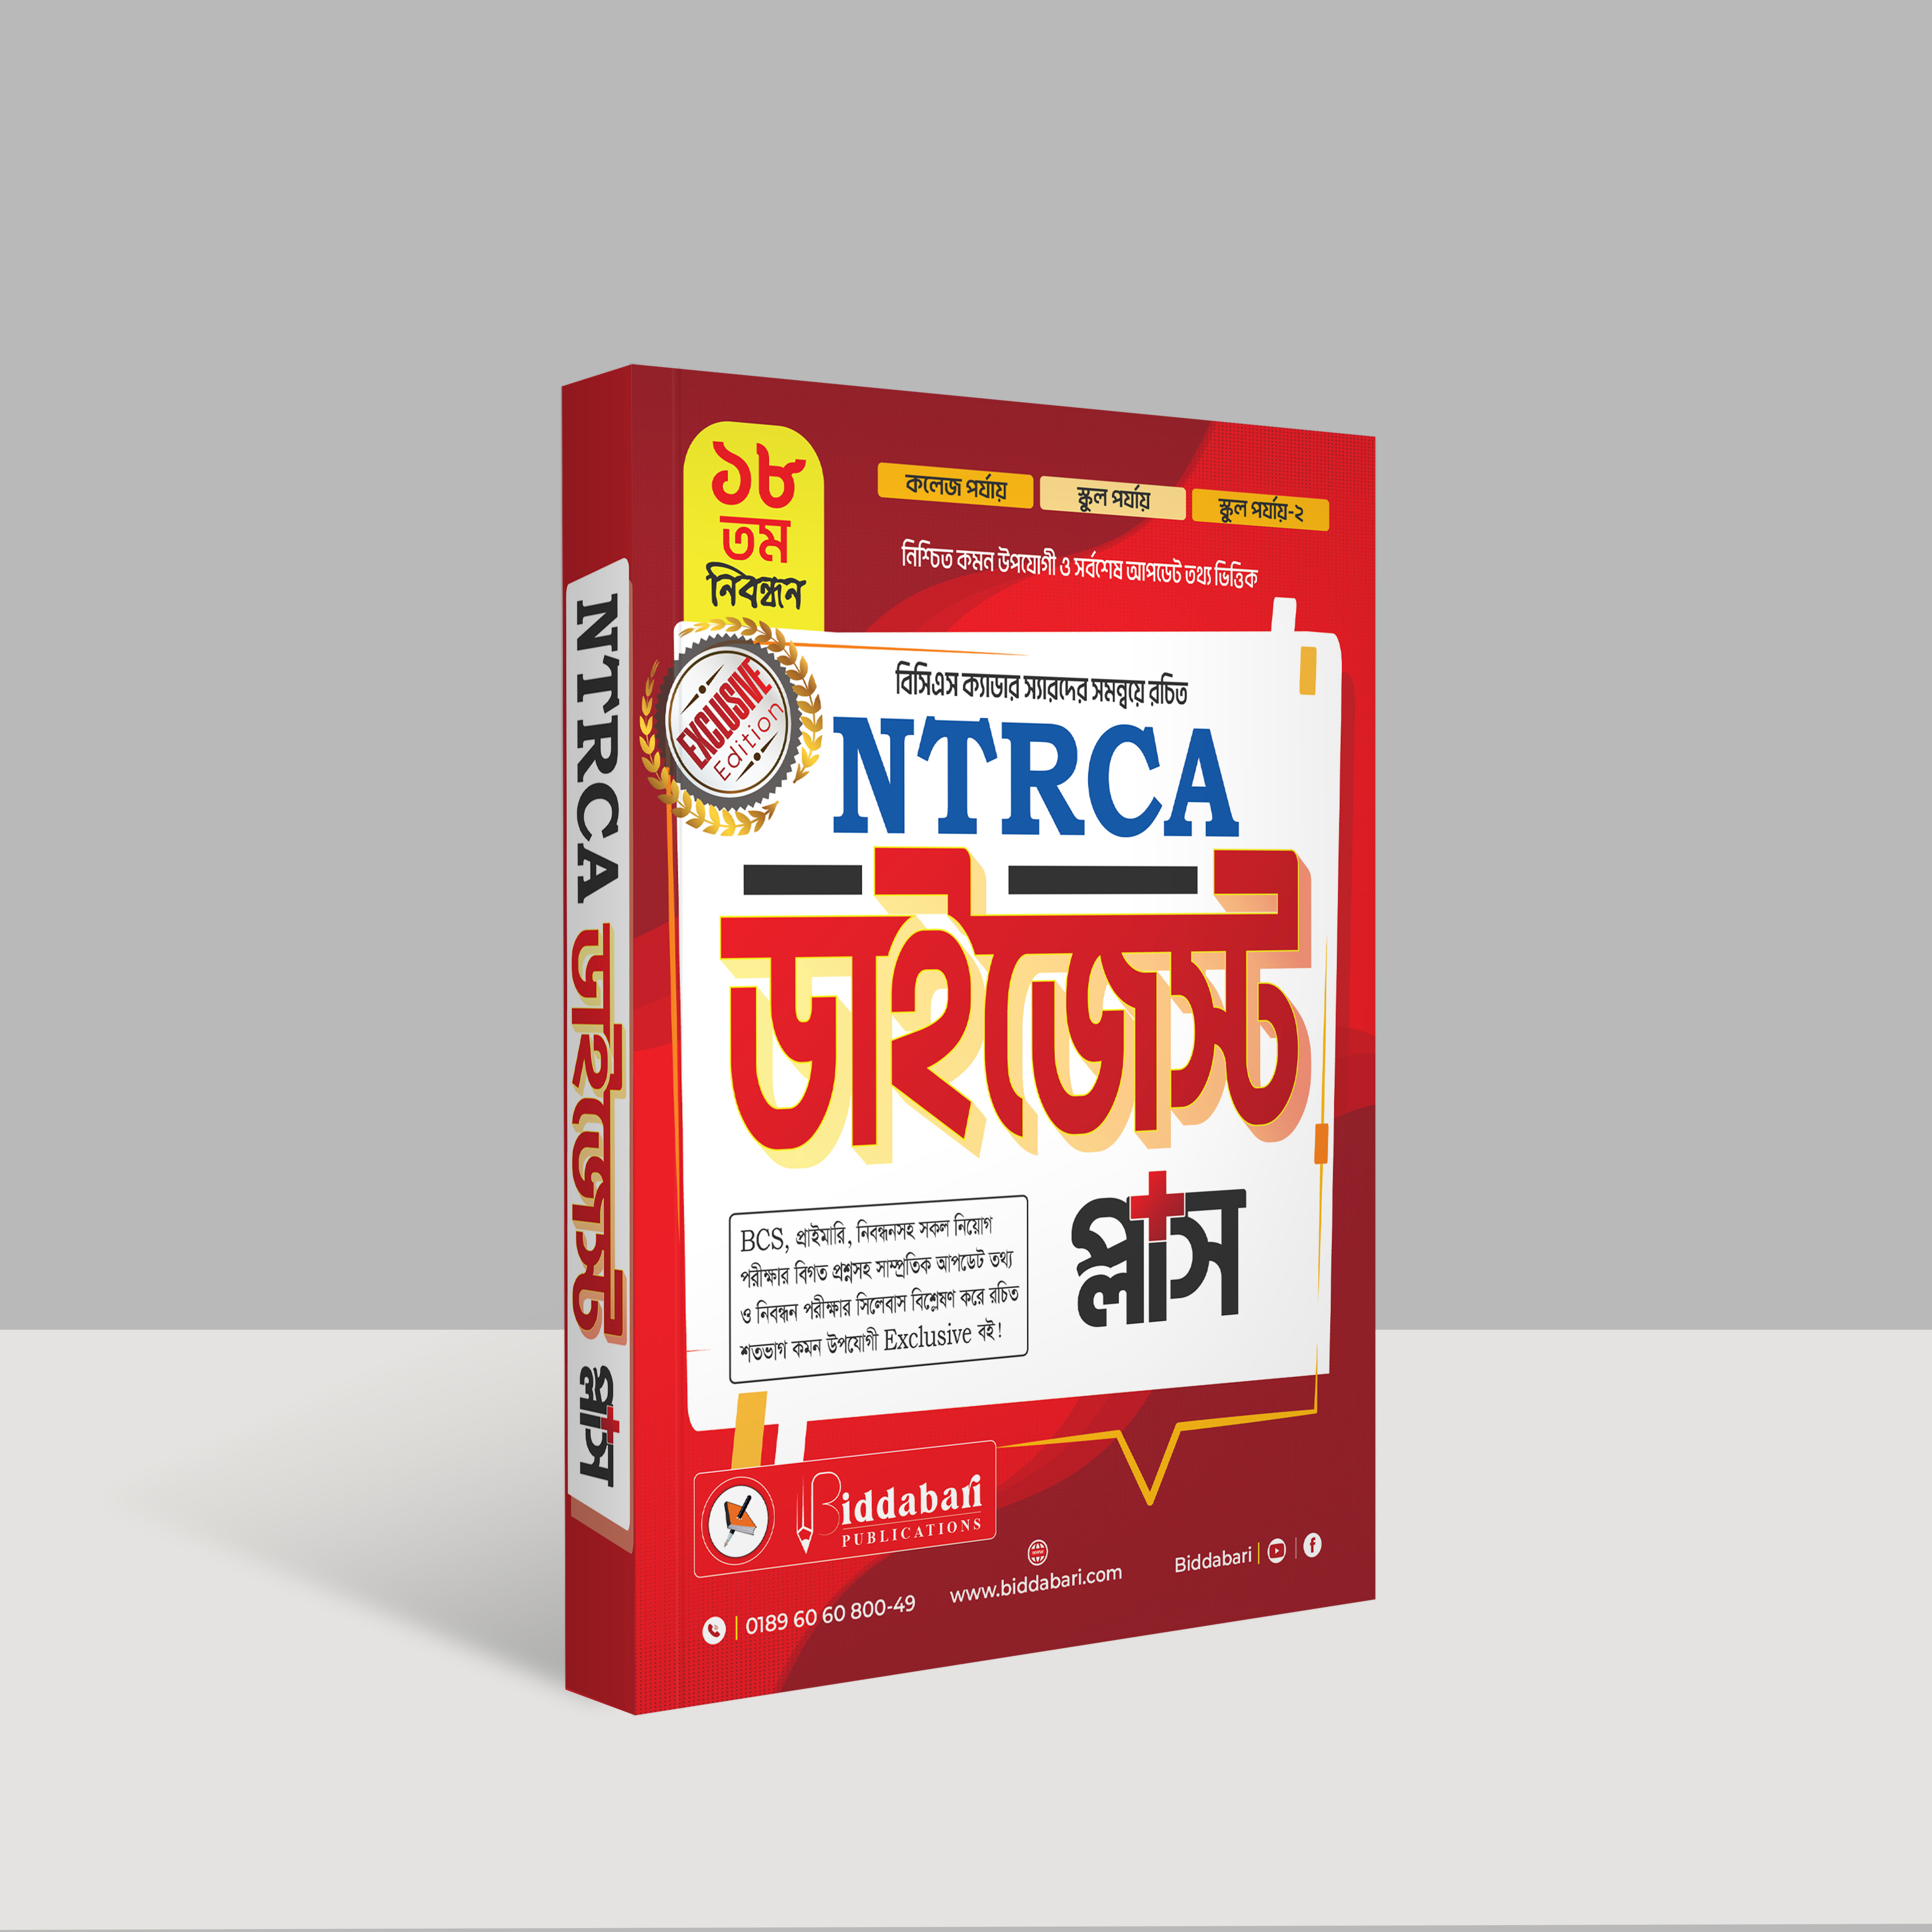 ১৮
তম
নিবন্ধন
কলেজ পর্যায়
স্কুল পর্যায়
স্কুল পর্যায়-২
নিশ্চিত কমন উপযোগী ও সর্বশেষ আপডেট তথ্য ভিত্তিক
EXCLUSIVE
Edition
বিসিএস ক্যাডার স্যারদের সমন্বয়ে রচিত
NTRCA
ডাইজেস্ট
প্লাস
BCS, প্রাইমারি, নিবন্ধনসহ সকল নিয়োগ
পরীক্ষার বিগত প্রশ্নসহ সাম্প্রতিক আপডেট তথ্য
ও নিবন্ধন পরীক্ষার সিলেবাস বিশ্লেষণ করে রচিত
শতভাগ কমন উপযোগী Exclusive বই!
Biddabari
PUBLICATIONS
0189 60 60 800-49
www.biddabari.com
Biddabari
NTRCA ডাইজেস্ট প্লাস